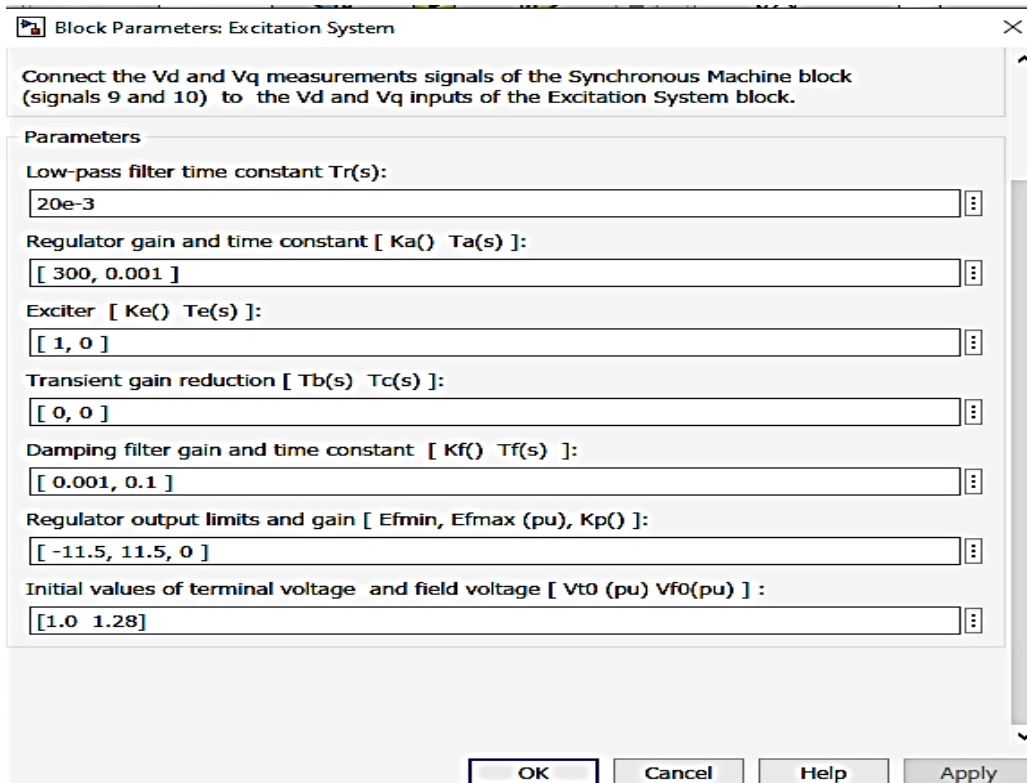 Block Parameters: Excitation System
Connect the Vd and Vq measurements signals of the Synchronous Machine block
(signals 9 and 10)  to  the Vd and Vq inputs of the Excitation System block.
Parameters
Low-pass filter time constant Tr(s):
20e-3
Regulator gain and time constant [ Ka()  Ta(s) ]:
[ 300, 0.001 ]
Exciter  [ Ke()  Te(s) ]:
[ 1, 0 ]
Transient gain reduction [ Tb(s)  Tc(s) ]:
[ 0, 0 ]
Damping filter gain and time constant  [ Kf()  Tf(s)  ]:
[ 0.001, 0.1 ]
Regulator output limits and gain [ Efmin, Efmax (pu), Kp() ]:
[ -11.5, 11.5, 0 ]
Initial values of terminal voltage  and field voltage [ Vt0 (pu) Vf0(pu) ] :
[1.0  1.28]
OK Cancel Help Apply